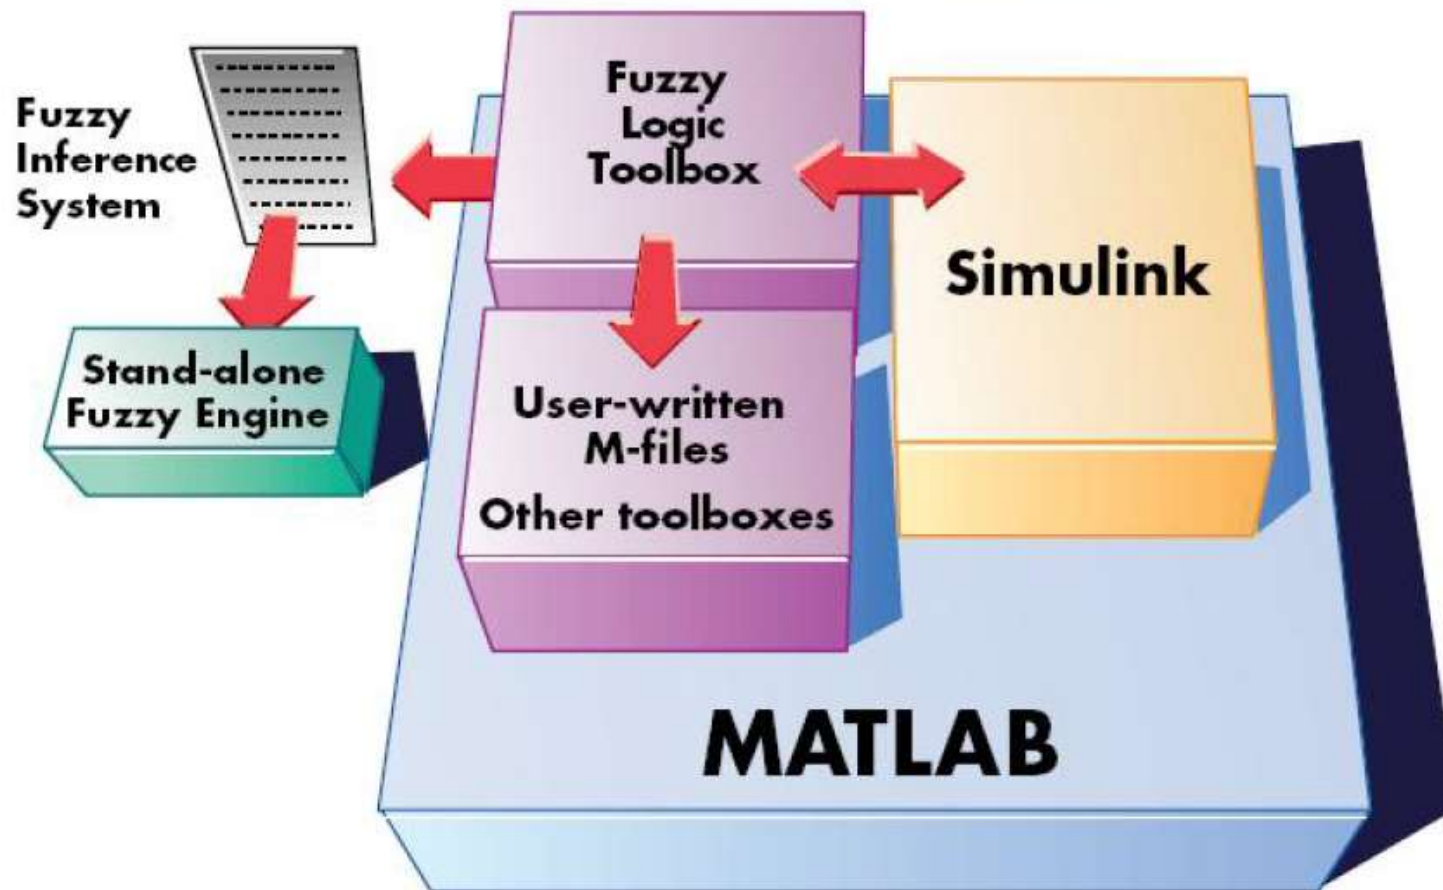 Fuzzy
Inference
System
Fuzzy
Logic
Toolbox
Simulink
Stand-alone
Fuzzy Engine
User-written
M-files
Other toolboxes
MATLAB